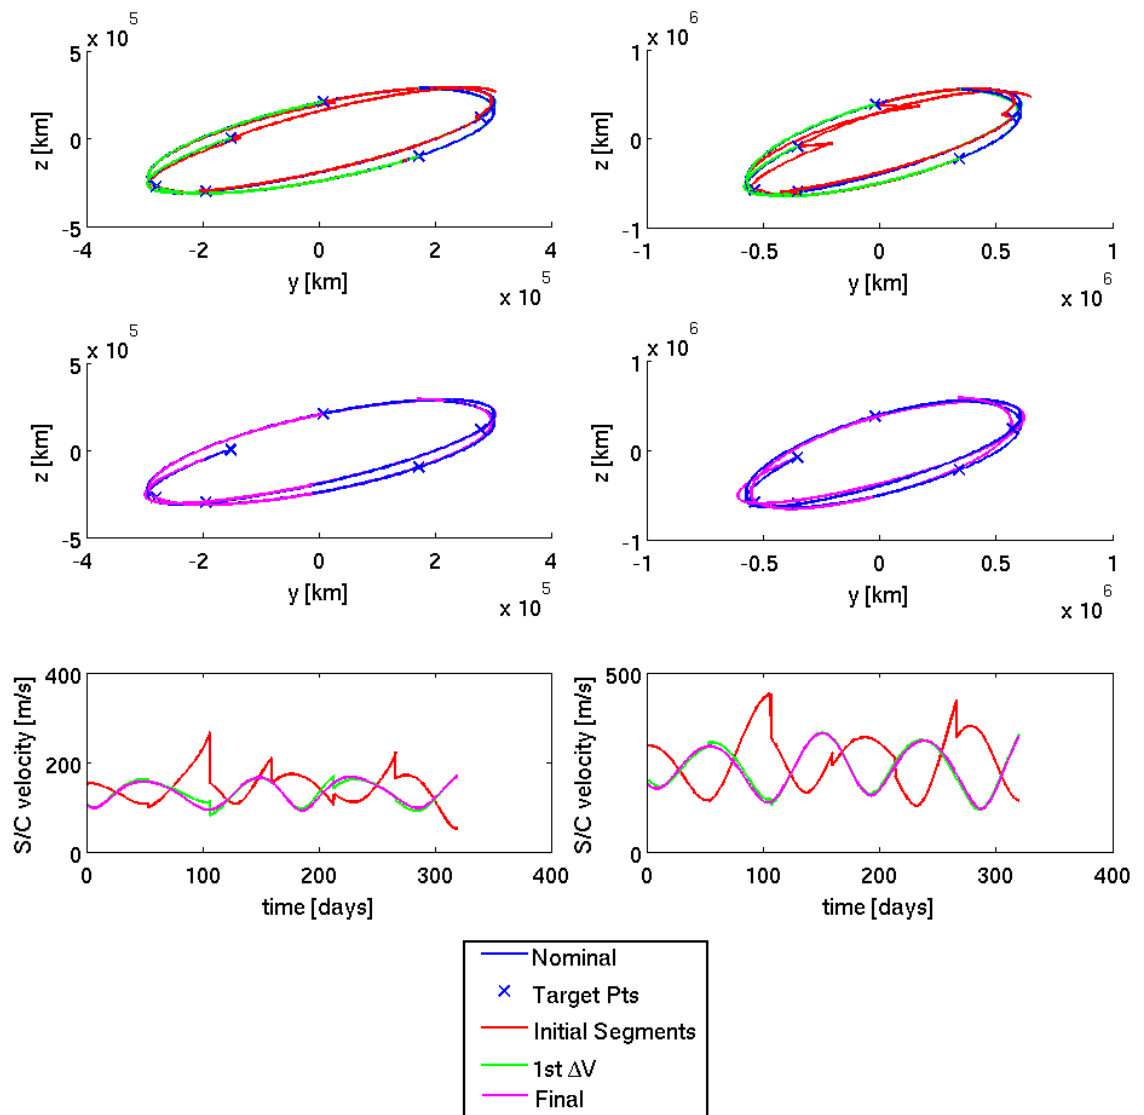 x 10^5
x 10^6
5
0
-5
z [km]
-4
-2
0
2
4
y [km]
x 10^5
1
0
-1
z [km]
-1
-0.5
0
0.5
1
y [km]
x 10^6
x 10^5
x 10^6
5
0
-5
z [km]
-4
-2
0
2
4
y [km]
x 10^5
1
0
-1
z [km]
-1
-0.5
0
0.5
1
y [km]
x 10^6
400
200
0
S/C velocity [m/s]
0
100
200
300
400
time [days]
500
0
S/C velocity [m/s]
0
100
200
300
400
time [days]
Nominal
Target Pts
Initial Segments
1st ΔV
Final